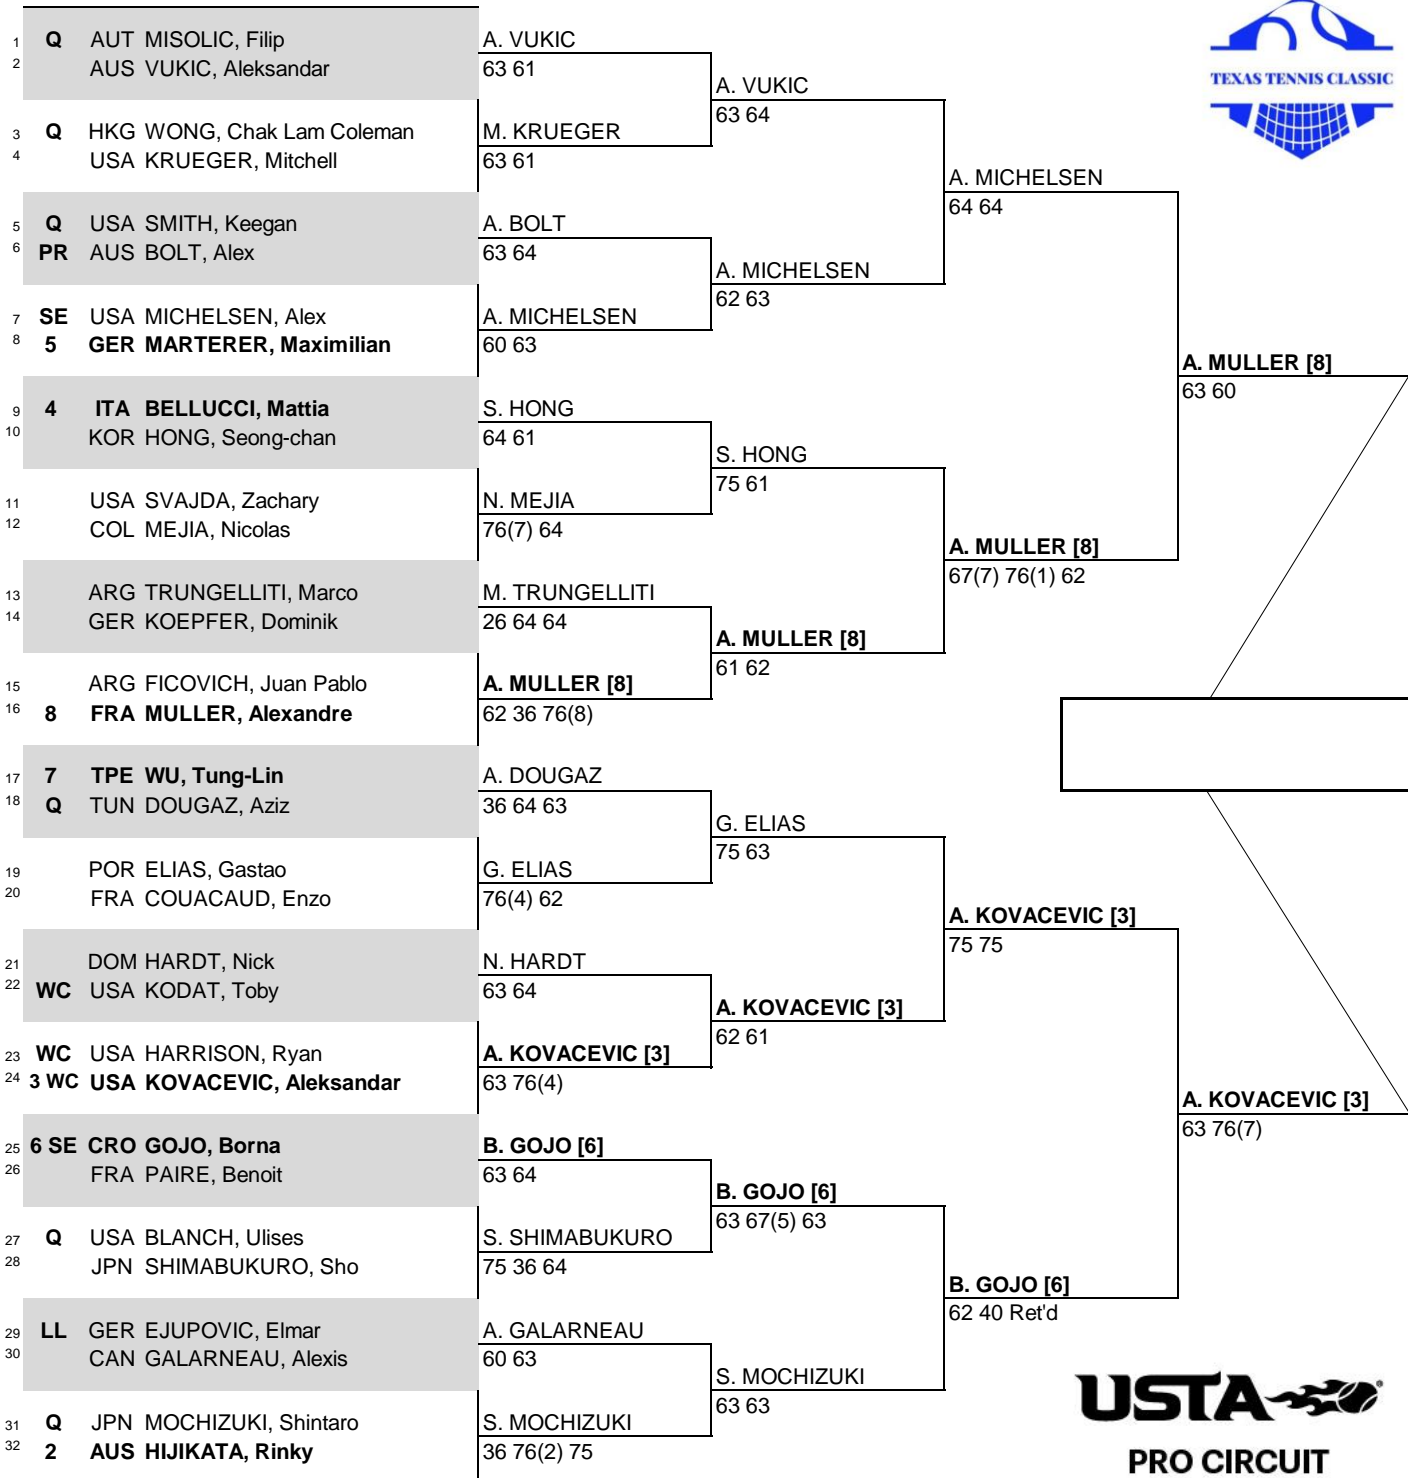 1 Q AUT MISOLIC, Filip
2 AUS VUKIC, Aleksandar
3 Q HKG WONG, Chak Lam Coleman
4 USA KRUEGER, Mitchell
5 Q USA SMITH, Keegan
6 PR AUS BOLT, Alex
7 SE USA MICHELSEN, Alex
8 5 GER MARTERER, Maximilian
9 4 ITA BELLUCCI, Mattia
10 KOR HONG, Seong-chan
11 USA SVAJDA, Zachary
12 COL MEJIA, Nicolas
13 ARG TRUNGELLITI, Marco
14 GER KOEPFER, Dominik
15 ARG FICOVICH, Juan Pablo
16 8 FRA MULLER, Alexandre
17 7 TPE WU, Tung-Lin
18 Q TUN DOUGAZ, Aziz
19 POR ELIAS, Gastao
20 FRA COUACAUD, Enzo
21 DOM HARDT, Nick
22 WC USA KODAT, Toby
23 WC USA HARRISON, Ryan
24 3 WC USA KOVACEVIC, Aleksandar
25 6 SE CRO GOJO, Borna
26 FRA PAIRE, Benoit
27 Q USA BLANCH, Ulises
28 JPN SHIMABUKURO, Sho
29 LL GER EJUPOVIC, Elmar
30 CAN GALARNEAU, Alexis
31 Q JPN MOCHIZUKI, Shintaro
32 2 AUS HIJIKATA, Rinky
A. VUKIC
63 61
M. KRUEGER
63 61
A. BOLT
63 64
A. MICHELSEN
60 63
S. HONG
64 61
N. MEJIA
76(7) 64
M. TRUNGELLITI
26 64 64
A. MULLER [8]
62 36 76(8)
A. DOUGAZ
36 64 63
G. ELIAS
76(4) 62
N. HARDT
63 64
A. KOVACEVIC [3]
63 76(4)
B. GOJO [6]
63 64
S. SHIMABUKURO
75 36 64
A. GALARNEAU
60 63
S. MOCHIZUKI
36 76(2) 75
A. VUKIC
63 64
A. MICHELSEN
62 63
S. HONG
75 61
A. MULLER [8]
61 62
G. ELIAS
75 63
A. KOVACEVIC [3]
62 61
B. GOJO [6]
63 67(5) 63
S. MOCHIZUKI
63 63
A. MICHELSEN
64 64
A. MULLER [8]
67(7) 76(1) 62
A. KOVACEVIC [3]
75 75
B. GOJO [6]
62 40 Ret'd
A. MULLER [8]
63 60
A. KOVACEVIC [3]
63 76(7)
TEXAS TENNIS CLASSIC
USTA
PRO CIRCUIT